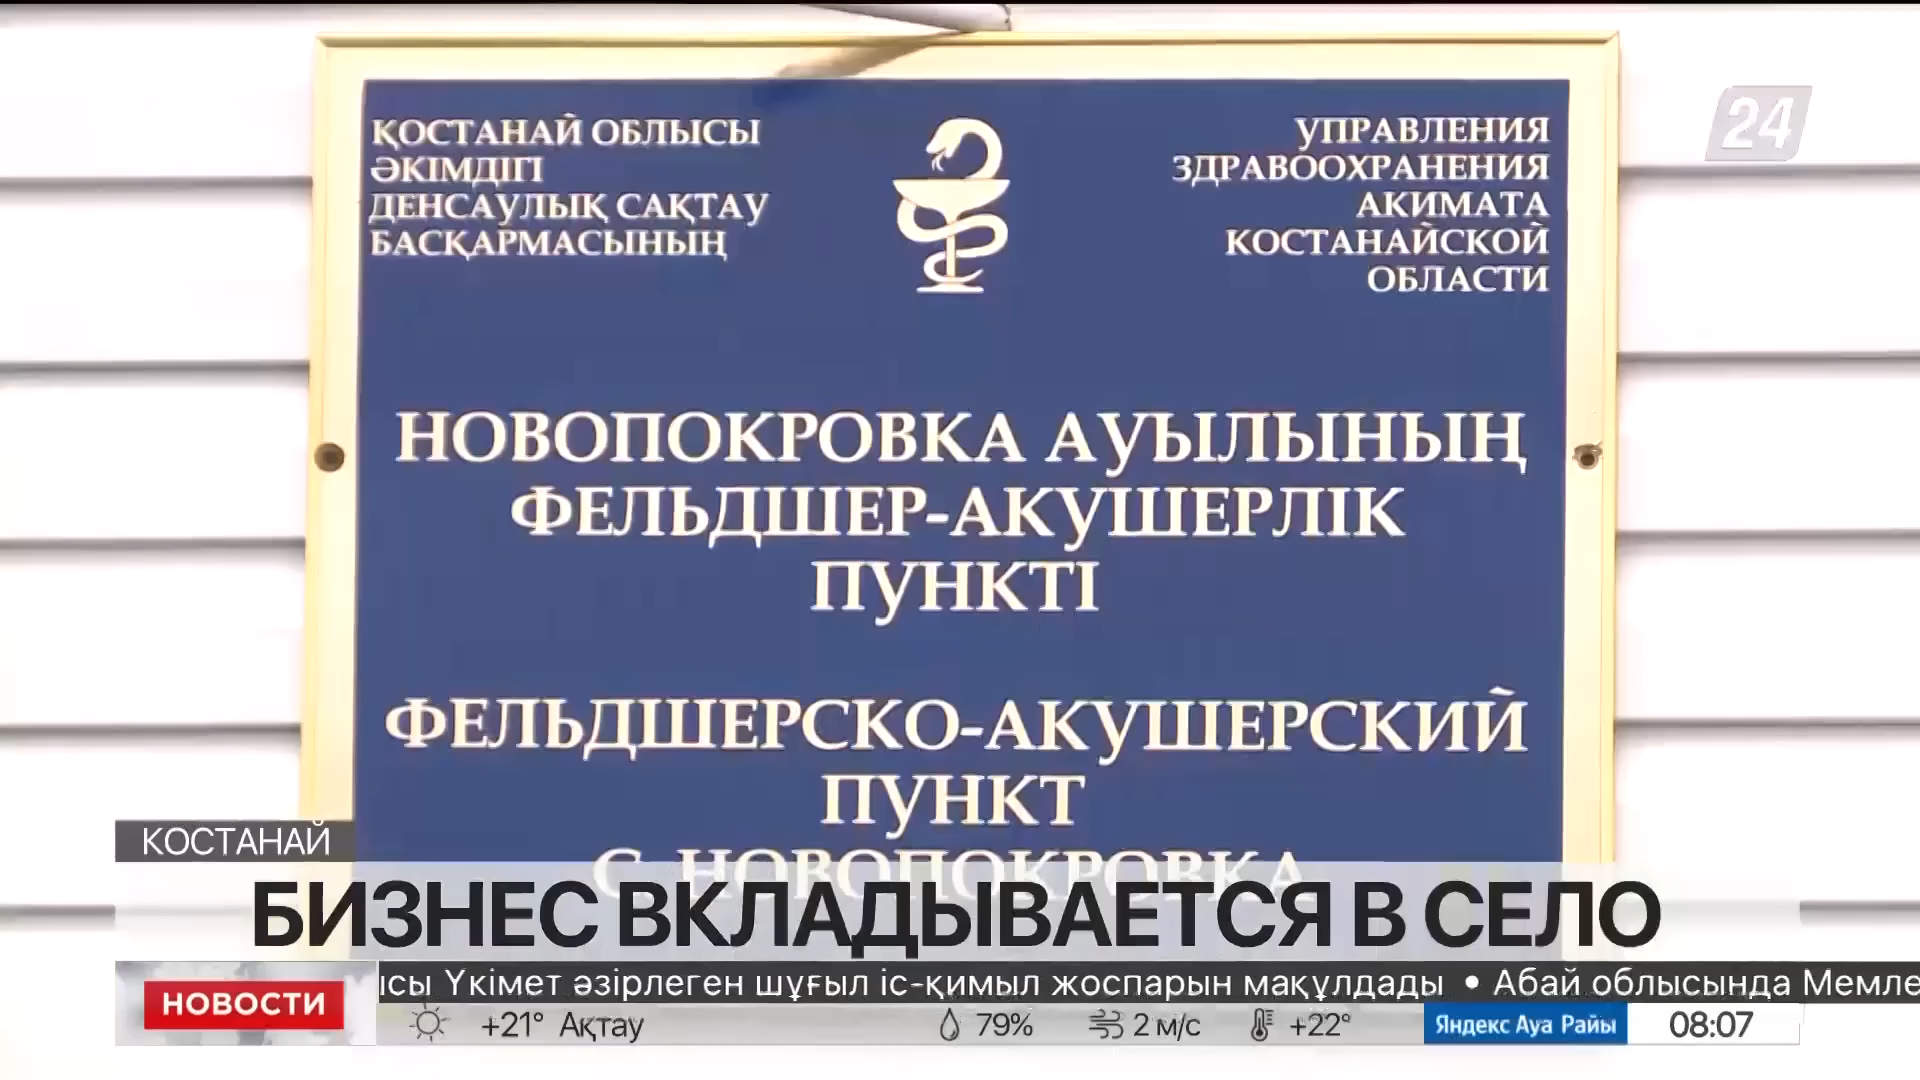 24
ҚОСТАНАЙ ОБЛЫСЫ
ӘКІМДІГІ
ДЕНСАУЛЫҚ САҚТАУ
БАСҚАРМАСЫНЫҢ
УПРАВЛЕНИЯ
ЗДРАВООХРАНЕНИЯ
АКИМАТА
КОСТАНАЙСКОЙ
ОБЛАСТИ
НОВОПОКРОВКА АУЫЛЫНЫҢ
ФЕЛЬДШЕР-АКУШЕРЛІК
ПУНКТІ
ФЕЛЬДШЕРСКО-АКУШЕРСКИЙ
ПУНКТ
С. НОВОПОКРОВКА
КОСТАНАЙ
БИЗНЕС ВКЛАДЫВАЕТСЯ В СЕЛО
НОВОСТИ
ысы Үкімет әзірлеген шұғыл іс-қимыл жоспарын мақұлдады • Абай облысында Мемле
+21° Ақтау 79% 2 м/с +22° Яндекс Ауа Райы 08:07